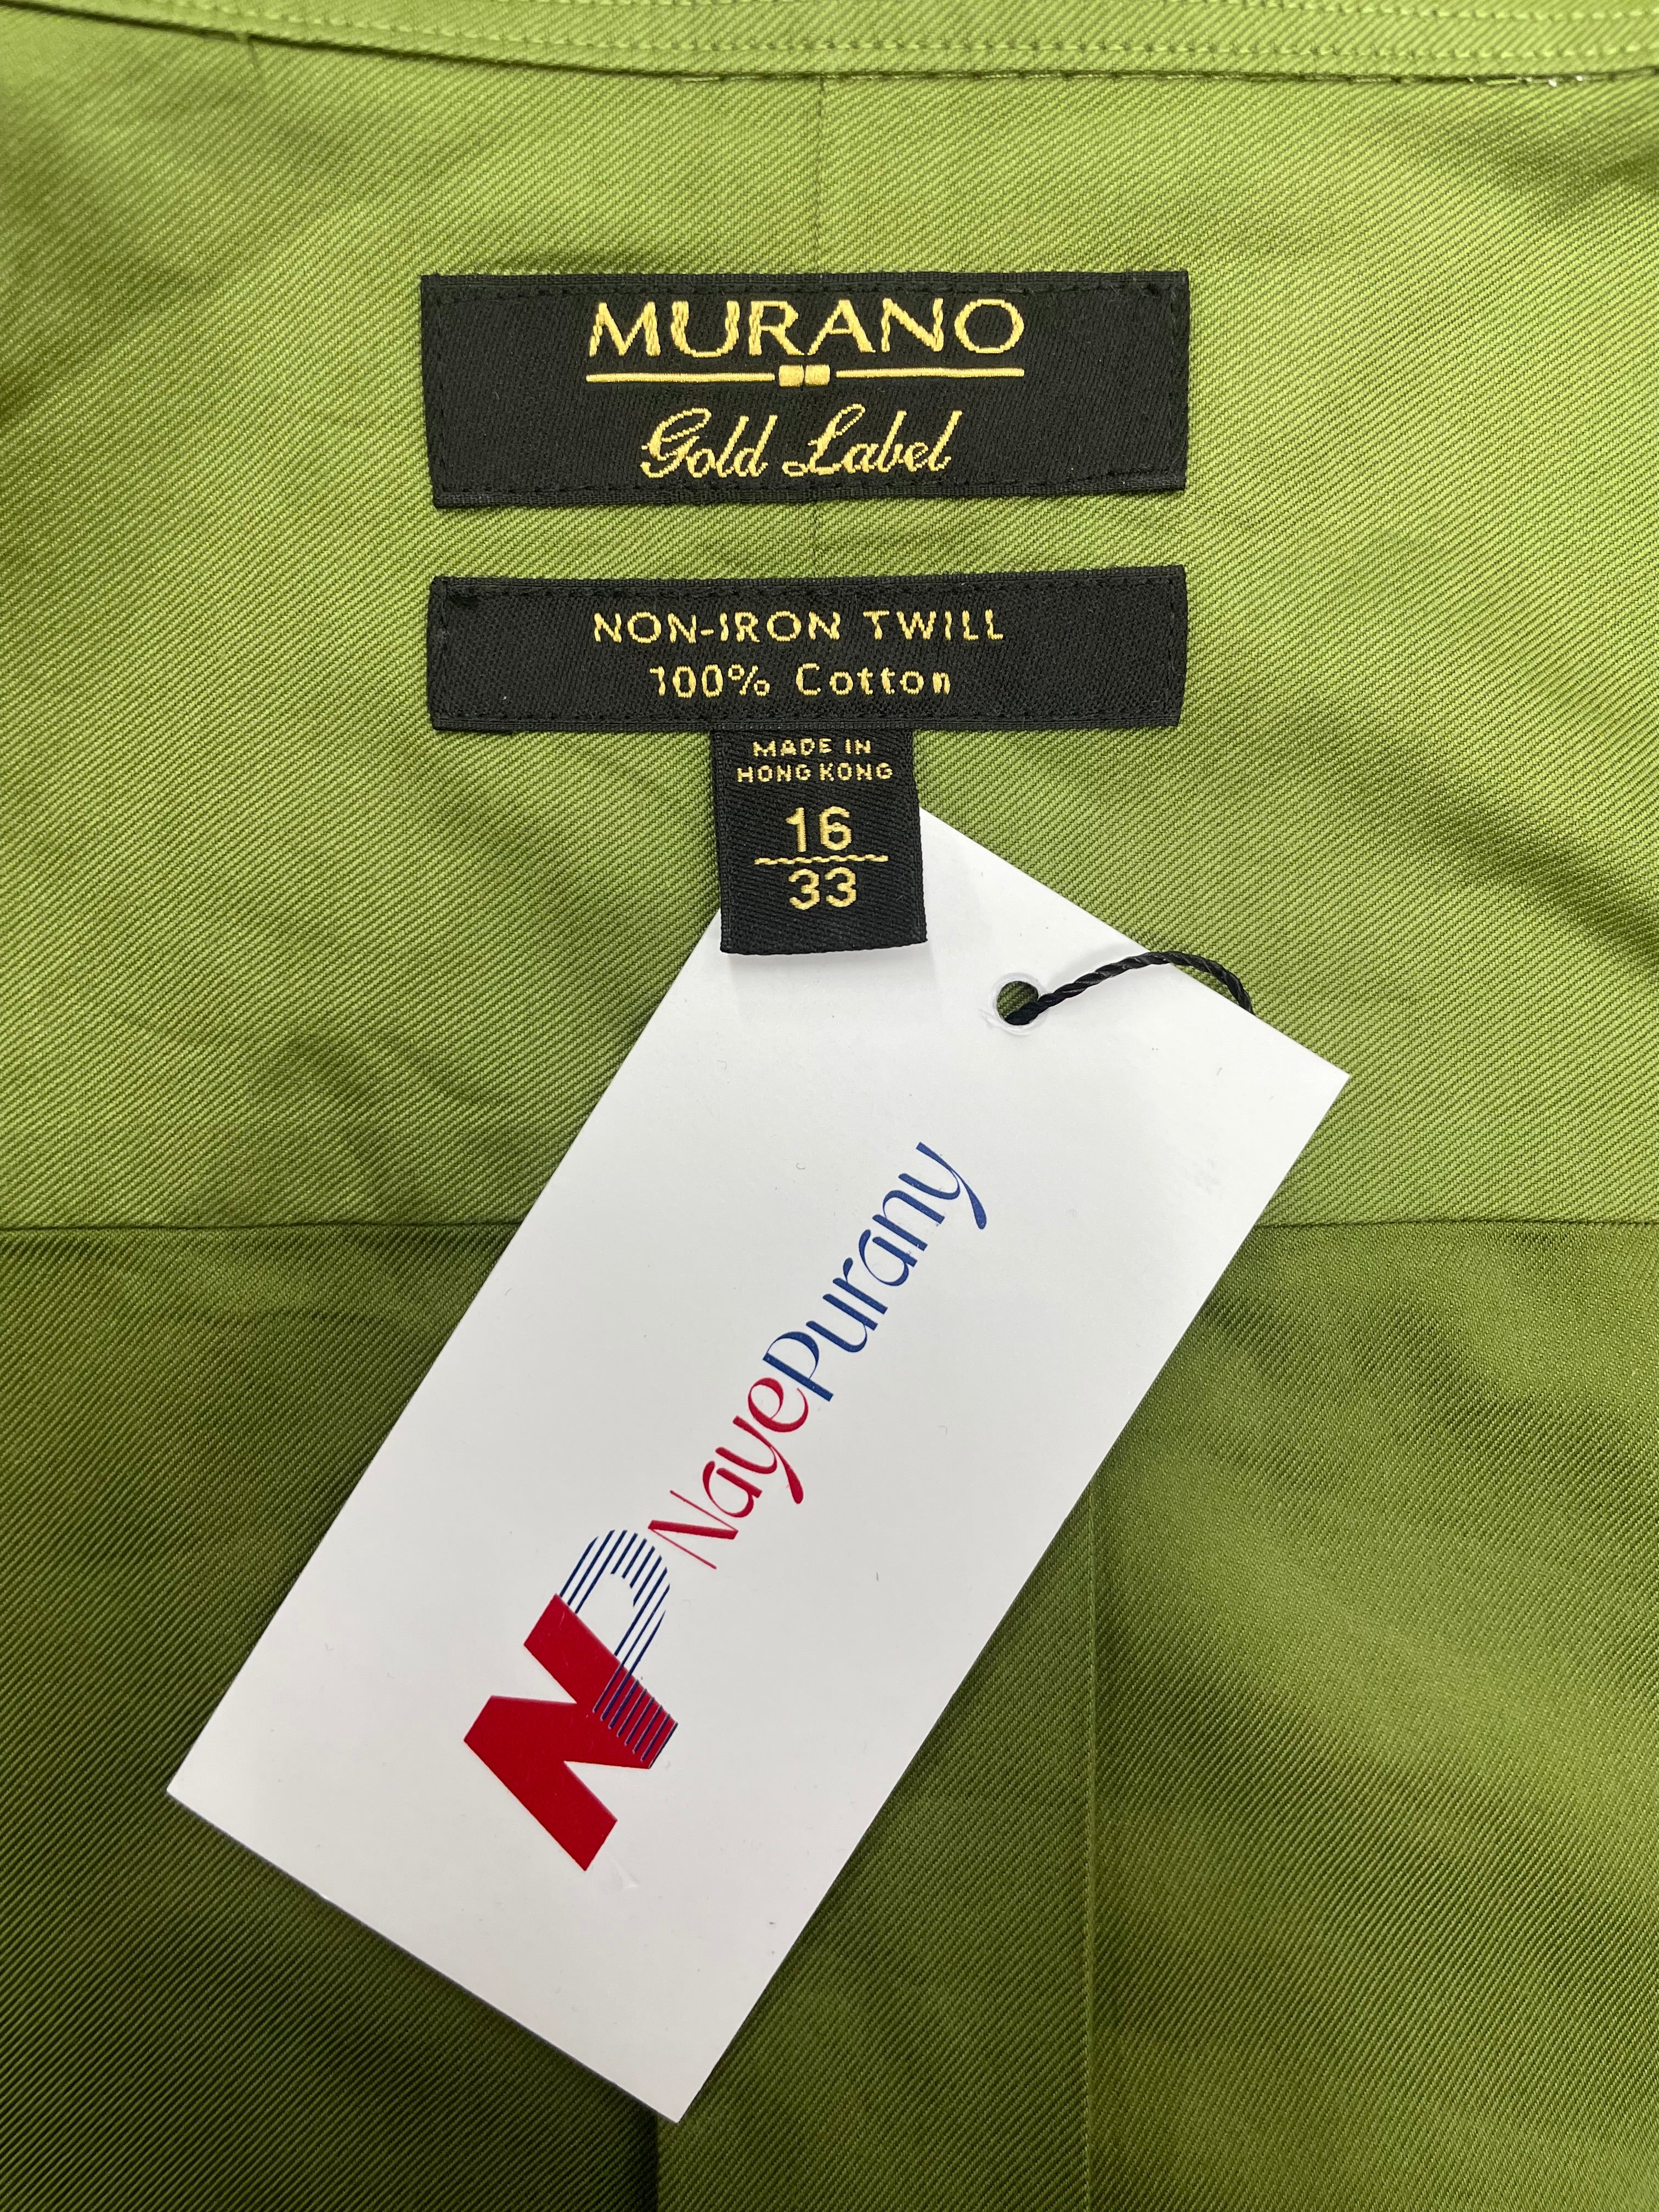 MURANO
Gold Label
NON-IRON TWILL
100% Cotton
MADE IN
HONG KONG
16
33
NayePurany
NP